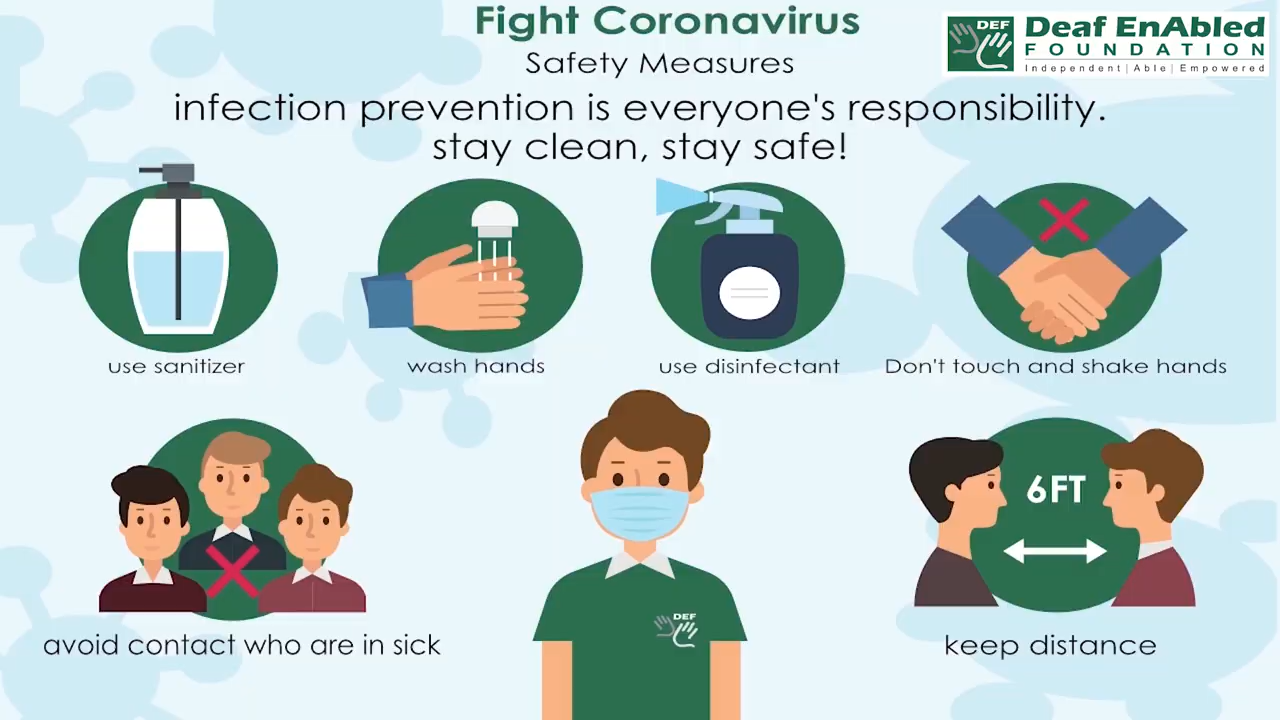 Fight Coronavirus
Safety Measures
DEF
Deaf EnAbled
FOUNDATION
Independent | Able | Empowered
infection prevention is everyone's responsibility.
stay clean, stay safe!
use sanitizer
wash hands
use disinfectant
Don't touch and shake hands
6 FT
DEF
avoid contact who are in sick
keep distance